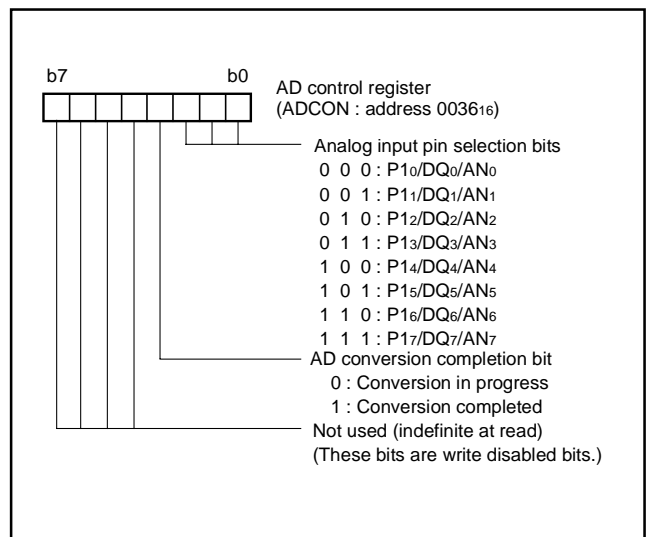 b7 b0
AD control register
(ADCON : address 003616)
Analog input pin selection bits
0 0 0 : P10/DQ0/AN0
0 0 1 : P11/DQ1/AN1
0 1 0 : P12/DQ2/AN2
0 1 1 : P13/DQ3/AN3
1 0 0 : P14/DQ4/AN4
1 0 1 : P15/DQ5/AN5
1 1 0 : P16/DQ6/AN6
1 1 1 : P17/DQ7/AN7
AD conversion completion bit
0 : Conversion in progress
1 : Conversion completed
Not used (indefinite at read)
(These bits are write disabled bits.)